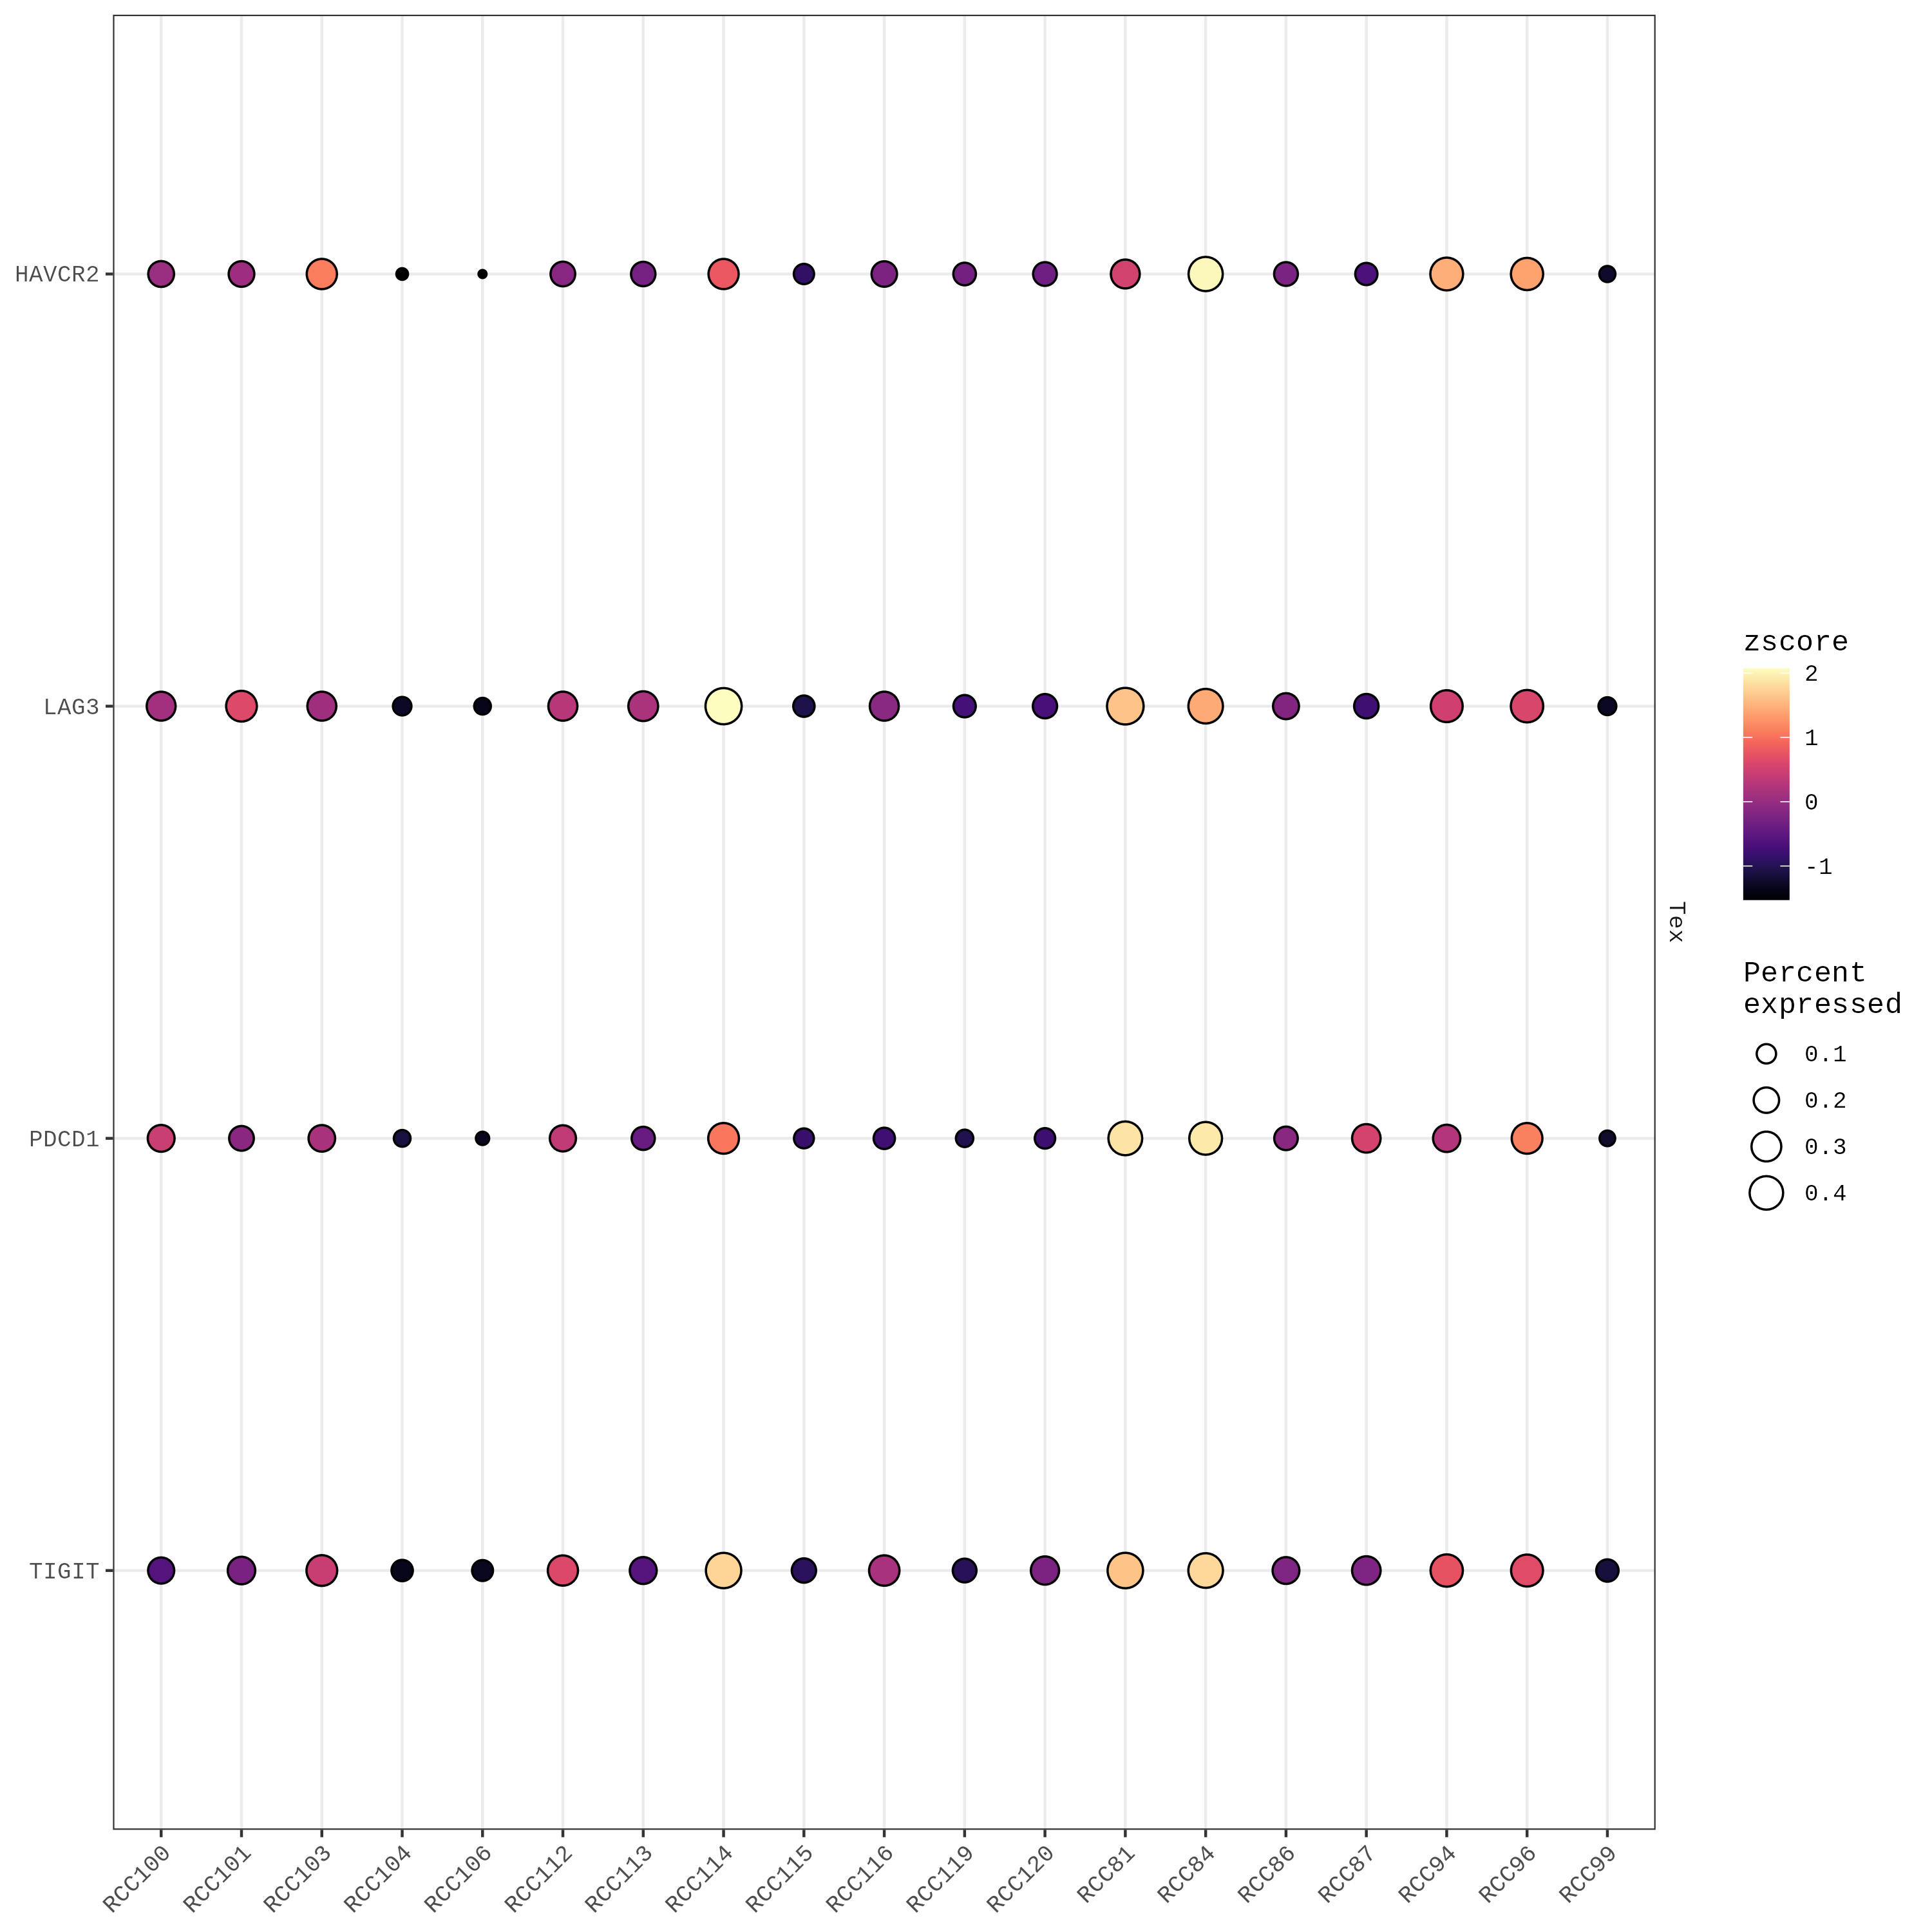 HAVCR2
LAG3
PDCD1
TIGIT
RCC100
RCC101
RCC103
RCC104
RCC106
RCC112
RCC113
RCC114
RCC115
RCC116
RCC119
RCC120
RCC81
RCC84
RCC86
RCC87
RCC94
RCC96
RCC99
Tex
zscore
2
1
0
-1
Percent
expressed
0.1
0.2
0.3
0.4